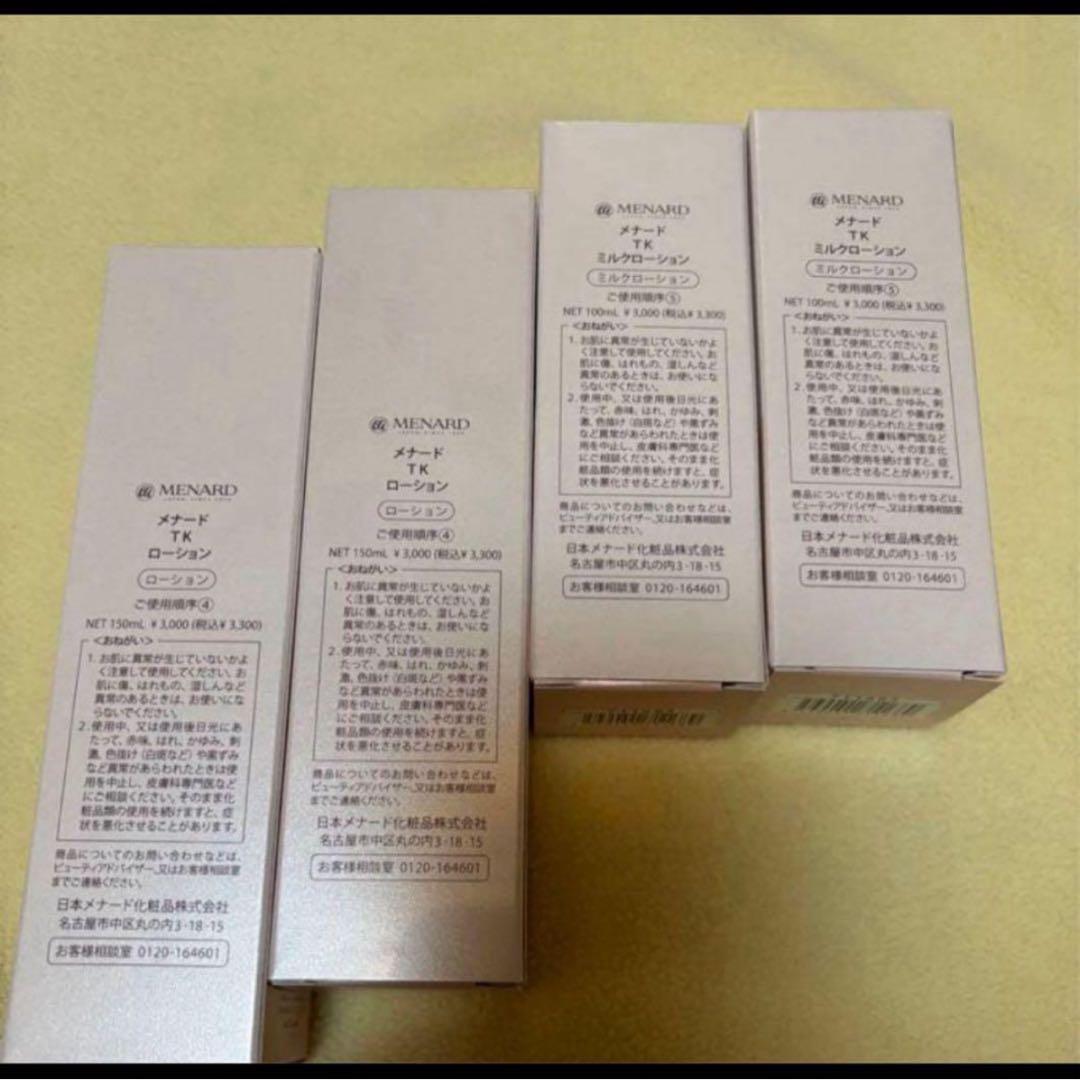 MENARD
JAPAN SINCE 1959
メナード
TK
ローション
ローション
ご使用順序④
NET 150mL ¥3,000(税込¥3,300)
<おねがい>
1. お肌に異常が生じていないかよ
く注意して使用してください。お
肌に傷、はれもの、湿しんなど
異常のあるときは、お使いにな
らないでください。
2. 使用中、又は使用後日光にあ
たって、赤味、はれ、かゆみ、刺
激、色抜け(白斑など)や黒ずみ
など異常があらわれたときは使
用を中止し、皮膚科専門医など
にご相談ください。そのまま化
粧品類の使用を続けますと、症
状を悪化させることがあります。
商品についてのお問い合わせなどは、
ビューティアドバイザー、又はお客様相談室
までご連絡ください。
日本メナード化粧品株式会社
名古屋市中区丸の内3-18-15
お客様相談室 0120-164601
MENARD
JAPAN SINCE 1959
メナード
TK
ローション
ローション
ご使用順序④
NET 150mL ¥3,000(税込¥3,300)
<おねがい>
1. お肌に異常が生じていないかよ
く注意して使用してください。お
肌に傷、はれもの、湿しんなど
異常のあるときは、お使いにな
らないでください。
2. 使用中、又は使用後日光にあ
たって、赤味、はれ、かゆみ、刺
激、色抜け(白斑など)や黒ずみ
など異常があらわれたときは使
用を中止し、皮膚科専門医など
にご相談ください。そのまま化
粧品類の使用を続けますと、症
状を悪化させることがあります。
商品についてのお問い合わせなどは、
ビューティアドバイザー、又はお客様相談室
までご連絡ください。
日本メナード化粧品株式会社
名古屋市中区丸の内3-18-15
お客様相談室 0120-164601
MENARD
JAPAN SINCE 1959
メナード
TK
ミルクローション
ミルクローション
ご使用順序⑤
NET 100mL ¥3,000(税込¥3,300)
<おねがい>
1. お肌に異常が生じていないかよ
く注意して使用してください。お
肌に傷、はれもの、湿しんなど
異常のあるときは、お使いにな
らないでください。
2. 使用中、又は使用後日光にあ
たって、赤味、はれ、かゆみ、刺
激、色抜け(白斑など)や黒ずみ
など異常があらわれたときは使
用を中止し、皮膚科専門医など
にご相談ください。そのまま化
粧品類の使用を続けますと、症
状を悪化させることがあります。
商品についてのお問い合わせなどは、
ビューティアドバイザー、又はお客様相談室
までご連絡ください。
日本メナード化粧品株式会社
名古屋市中区丸の内3-18-15
お客様相談室 0120-164601
MENARD
JAPAN SINCE 1959
メナード
TK
ミルクローション
ミルクローション
ご使用順序⑤
NET 100mL ¥3,000(税込¥3,300)
<おねがい>
1. お肌に異常が生じていないかよ
く注意して使用してください。お
肌に傷、はれもの、湿しんなど
異常のあるときは、お使いにな
らないでください。
2. 使用中、又は使用後日光にあ
たって、赤味、はれ、かゆみ、刺
激、色抜け(白斑など)や黒ずみ
など異常があらわれたときは使
用を中止し、皮膚科専門医など
にご相談ください。そのまま化
粧品類の使用を続けますと、症
状を悪化させることがあります。
商品についてのお問い合わせなどは、
ビューティアドバイザー、又はお客様相談室
までご連絡ください。
日本メナード化粧品株式会社
名古屋市中区丸の内3-18-15
お客様相談室 0120-164601